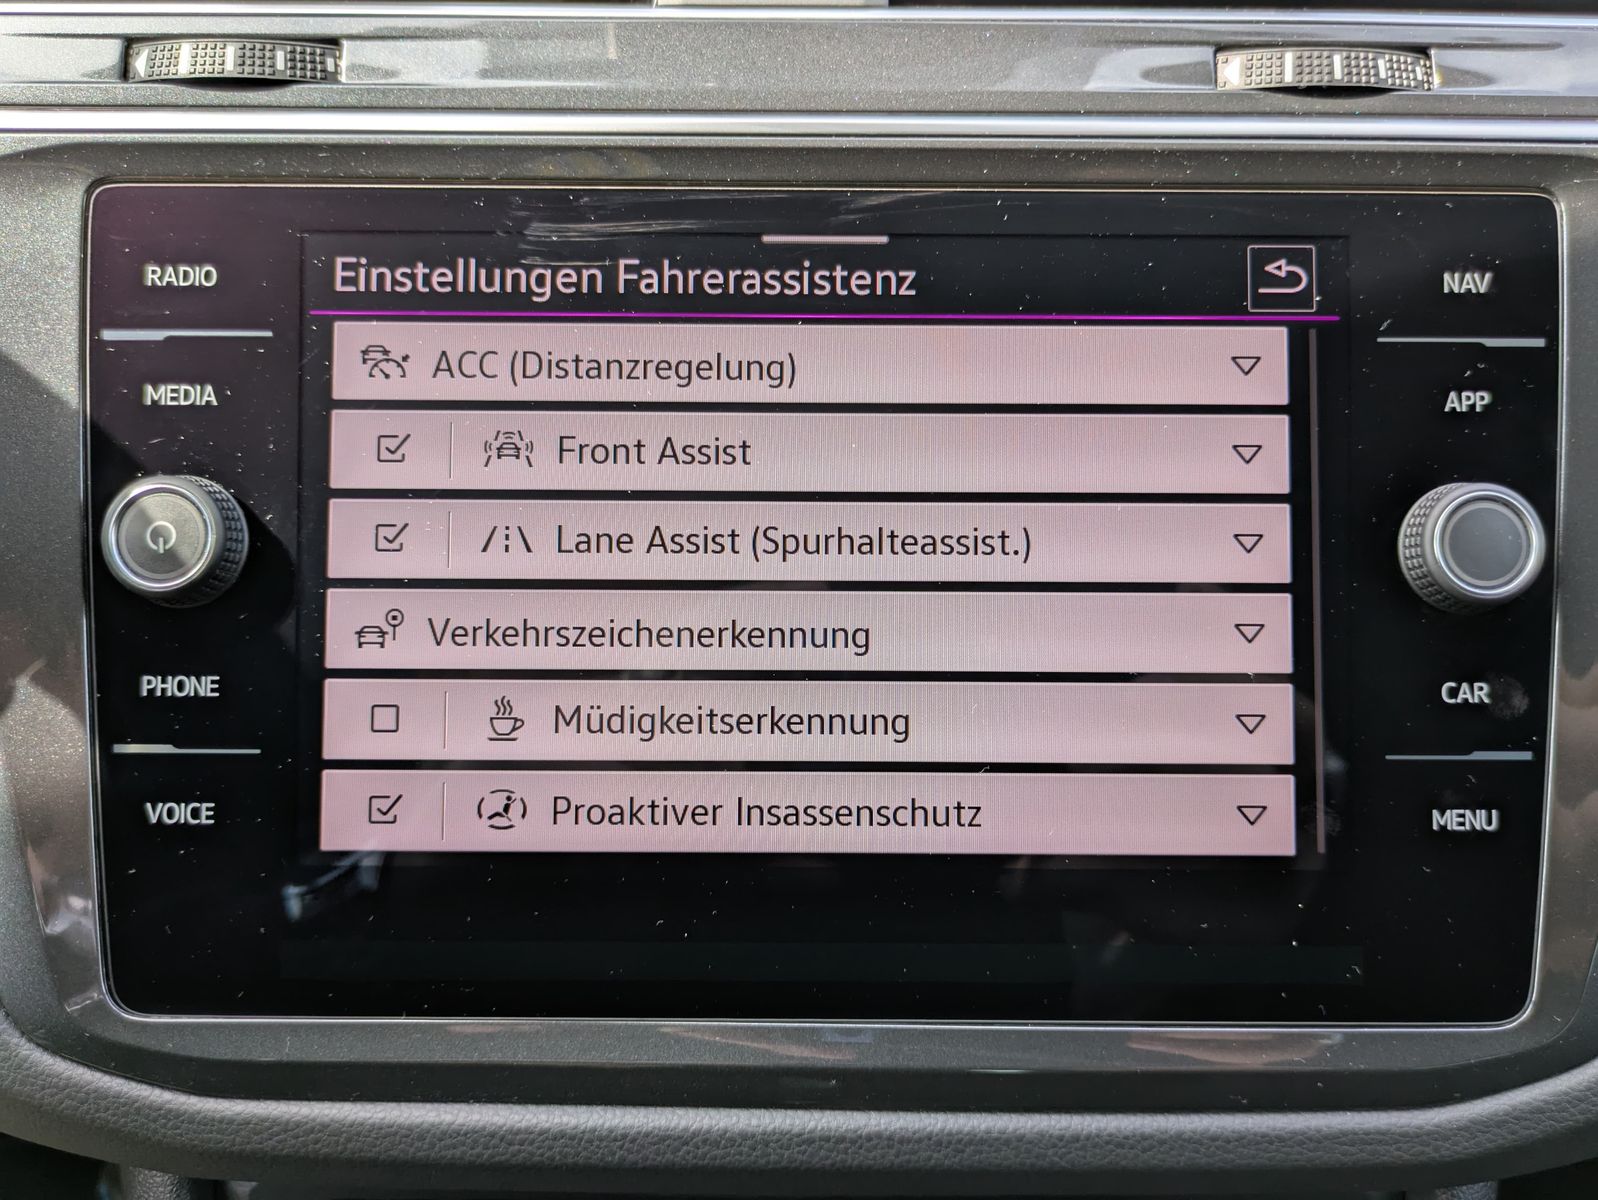 Einstellungen Fahrerassistenz
ACC (Distanzregelung)
Front Assist
Lane Assist (Spurhalteassist.)
Verkehrszeichenerkennung
Müdigkeitserkennung
Proaktiver Insassenschutz
RADIO
MEDIA
PHONE
VOICE
NAV
APP
CAR
MENU